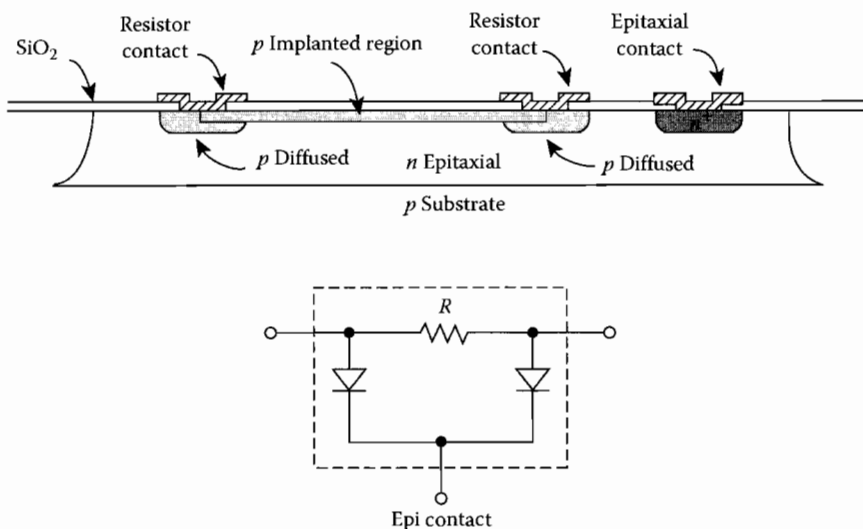 Resistor
contact
p Implanted region
Resistor
contact
Epitaxial
contact
SiO₂
n+
p Diffused
n Epitaxial
p Diffused
p Substrate
R
Epi contact